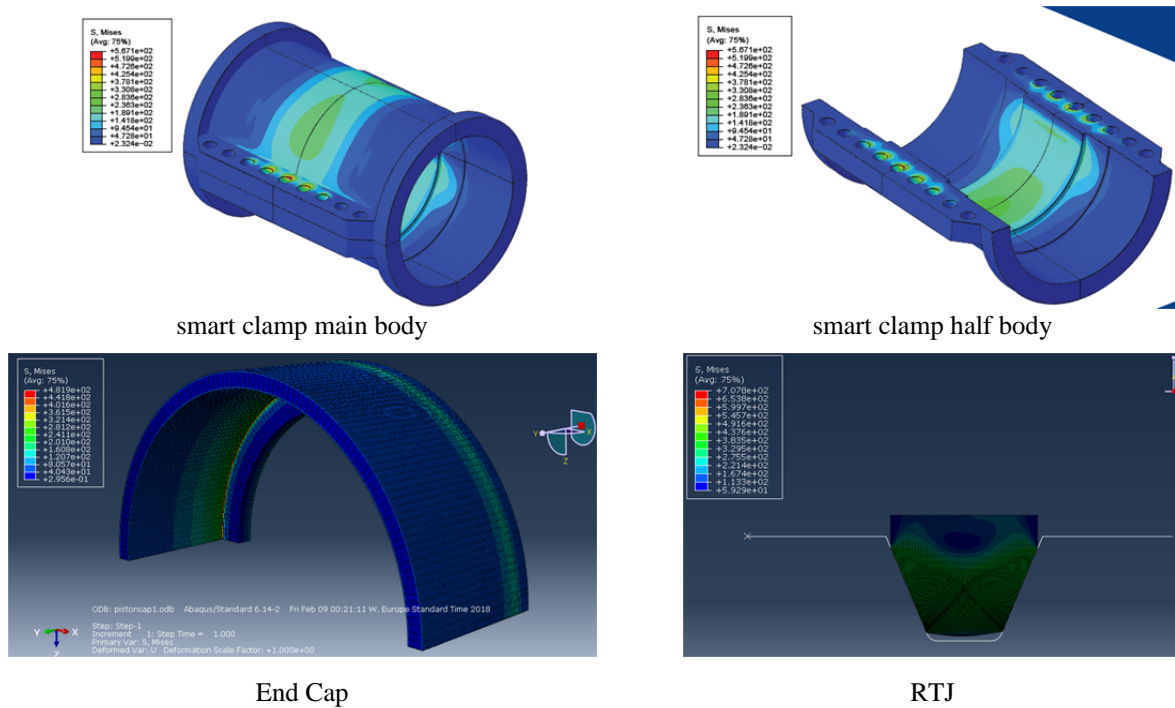 S, Mises
(Avg: 75%)
+5.671e+02
+5.199e+02
+4.726e+02
+4.254e+02
+3.781e+02
+3.308e+02
+2.836e+02
+2.363e+02
+1.891e+02
+1.418e+02
+9.454e+01
+4.728e+01
+2.324e-02
smart clamp main body
S, Mises
(Avg: 75%)
+5.671e+02
+5.199e+02
+4.726e+02
+4.254e+02
+3.781e+02
+3.308e+02
+2.836e+02
+2.363e+02
+1.891e+02
+1.418e+02
+9.454e+01
+4.728e+01
+2.324e-02
smart clamp half body
S, Mises
(Avg: 75%)
+4.819e+02
+4.418e+02
+4.016e+02
+3.615e+02
+3.214e+02
+2.812e+02
+2.411e+02
+2.010e+02
+1.608e+02
+1.207e+02
+8.057e+01
+4.043e+01
+2.956e-01
Y
X
Z
ODB: pistoncap1.odb Abaqus/Standard 6.14-2 Fri Feb 09 00:21:11 W. Europe Standard Time 2018
Step: Step-1
Increment 1: Step Time = 1.000
Primary Var: S, Mises
Deformed Var: U Deformation Scale Factor: +1.000e+00
Y X
Z
End Cap
S, Mises
(Avg: 75%)
+7.078e+02
+6.538e+02
+5.997e+02
+5.457e+02
+4.916e+02
+4.376e+02
+3.835e+02
+3.295e+02
+2.755e+02
+2.214e+02
+1.674e+02
+1.133e+02
+5.929e+01
RTJ